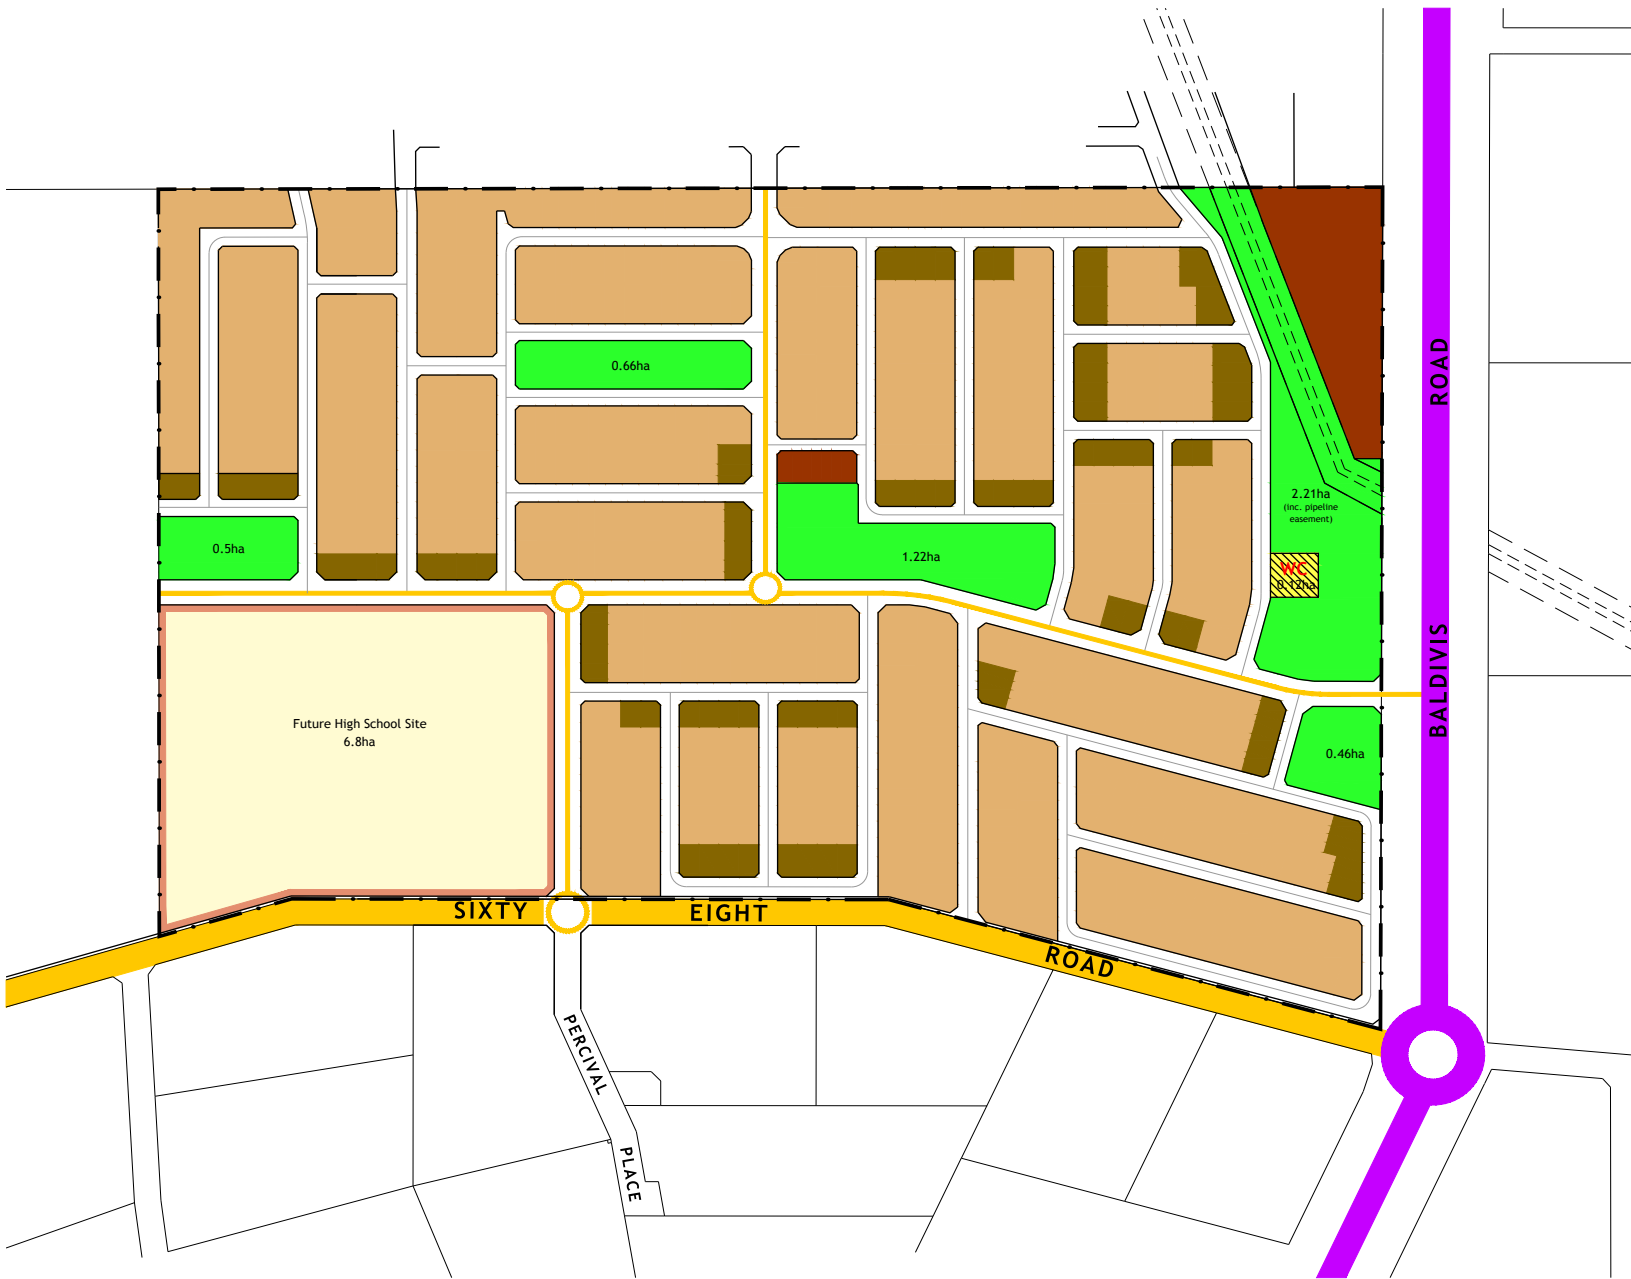 ROAD
0.66ha
2.21ha
(inc. pipeline
easement)
0.5ha
1.22ha
WC
0.12ha
BALDIVIS
Future High School Site
6.8ha
0.46ha
SIXTY
EIGHT
ROAD
PERCIVAL
PLACE